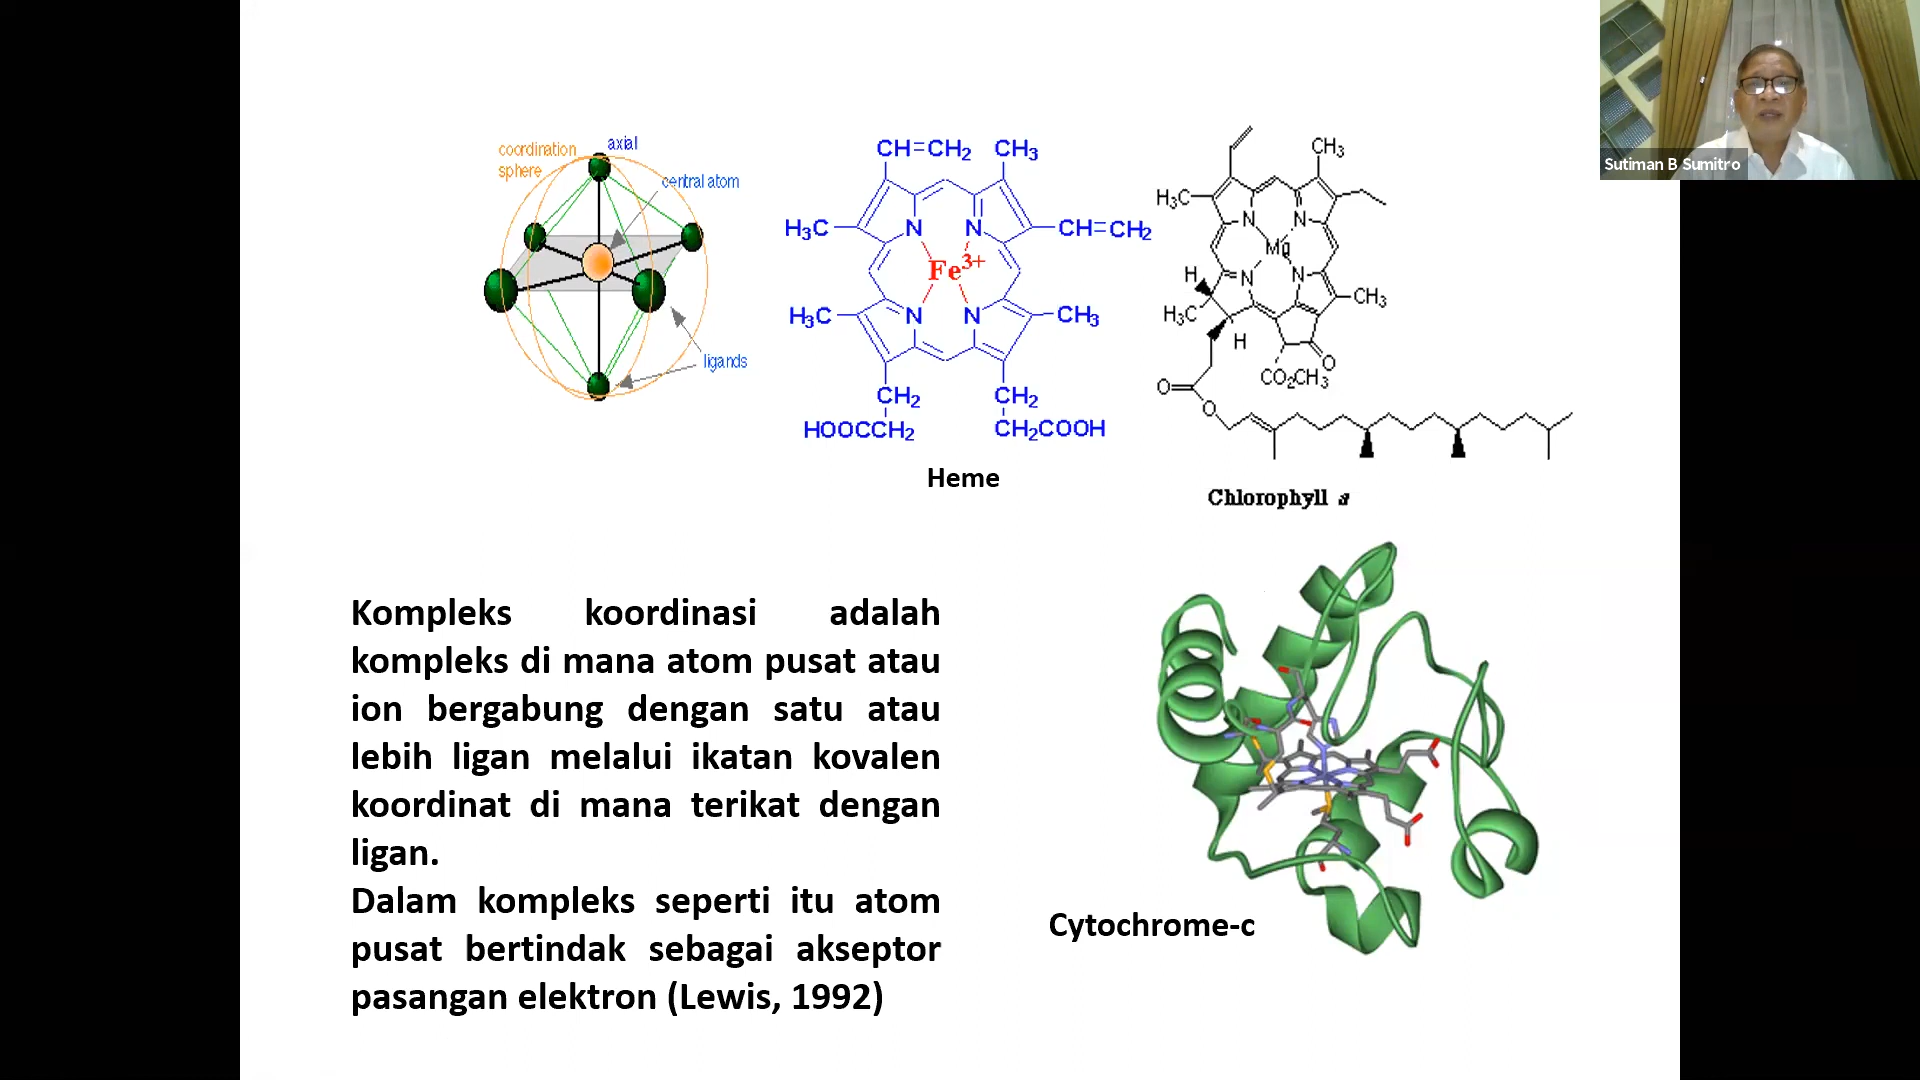 coordination
sphere
axial
central atom
ligands
CH=CH2 CH3
H3C N N CH=CH2
Fe3+
H3C N N CH3
CH2 CH2
HOOCCH2 CH2COOH
Heme
CH3
H3C
N N
Mg
H N N
H3C CH3
H
O
CO2CH3
O
O
Chlorophyll a
Sutiman B Sumitro
Kompleks koordinasi adalah
kompleks di mana atom pusat atau
ion bergabung dengan satu atau
lebih ligan melalui ikatan kovalen
koordinat di mana terikat dengan
ligan.
Dalam kompleks seperti itu atom
pusat bertindak sebagai akseptor
pasangan elektron (Lewis, 1992)
Cytochrome-c